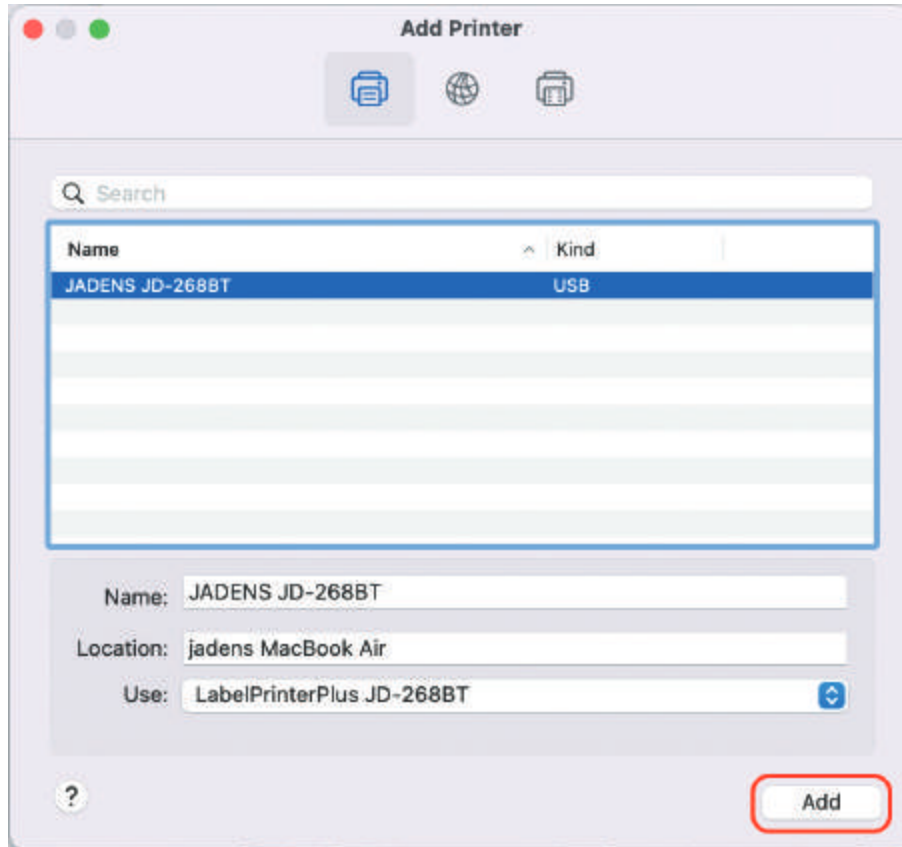 Add Printer
Search
Name Kind
JADENS JD-268BT USB
Name: JADENS JD-268BT
Location: jadens MacBook Air
Use: LabelPrinterPlus JD-268BT
?
Add